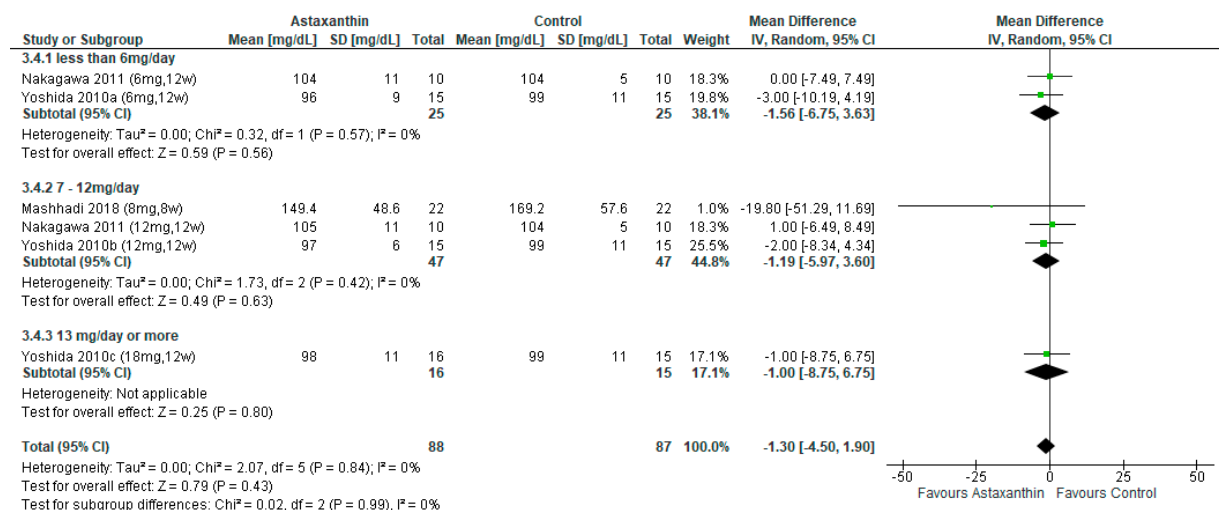 Astaxanthin Control Mean Difference Mean Difference
Study or Subgroup Mean [mg/dL] SD [mg/dL] Total Mean [mg/dL] SD [mg/dL] Total Weight IV, Random, 95% CI IV, Random, 95% CI
3.4.1 less than 6mg/day
Nakagawa 2011 (6mg,12w) 104 11 10 104 5 10 18.3% 0.00 [-7.49, 7.49]
Yoshida 2010a (6mg,12w) 96 9 15 99 11 15 19.8% -3.00 [-10.19, 4.19]
Subtotal (95% CI) 25 25 38.1% -1.56 [-6.75, 3.63]
Heterogeneity: Tau² = 0.00; Chi² = 0.32, df = 1 (P = 0.57); I² = 0%
Test for overall effect: Z = 0.59 (P = 0.56)
3.4.2 7 - 12mg/day
Mashhadi 2018 (8mg,8w) 149.4 48.6 22 169.2 57.6 22 1.0% -19.80 [-51.29, 11.69]
Nakagawa 2011 (12mg,12w) 105 11 10 104 5 10 18.3% 1.00 [-6.49, 8.49]
Yoshida 2010b (12mg,12w) 97 6 15 99 11 15 25.5% -2.00 [-8.34, 4.34]
Subtotal (95% CI) 47 47 44.8% -1.19 [-5.97, 3.60]
Heterogeneity: Tau² = 0.00; Chi² = 1.73, df = 2 (P = 0.42); I² = 0%
Test for overall effect: Z = 0.49 (P = 0.63)
3.4.3 13 mg/day or more
Yoshida 2010c (18mg,12w) 98 11 16 99 11 15 17.1% -1.00 [-8.75, 6.75]
Subtotal (95% CI) 16 15 17.1% -1.00 [-8.75, 6.75]
Heterogeneity: Not applicable
Test for overall effect: Z = 0.25 (P = 0.80)
Total (95% CI) 88 87 100.0% -1.30 [-4.50, 1.90]
Heterogeneity: Tau² = 0.00; Chi² = 2.07, df = 5 (P = 0.84); I² = 0%
Test for overall effect: Z = 0.79 (P = 0.43)
Test for subgroup differences: Chi² = 0.02, df = 2 (P = 0.99), I² = 0%
-50 -25 0 25 50
Favours Astaxanthin Favours Control